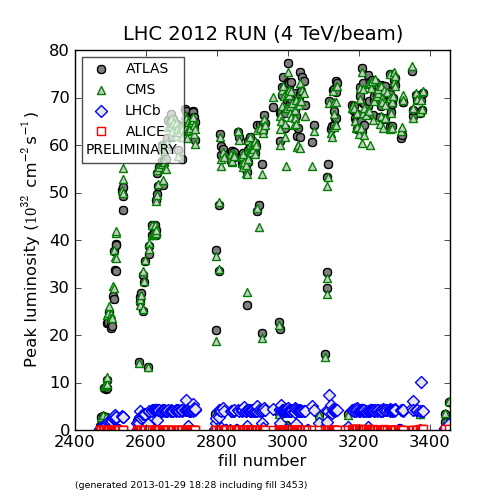 LHC 2012 RUN (4 TeV/beam)
80
70
60
50
40
30
20
10
0
Peak luminosity (10³² cm⁻² s⁻¹)
ATLAS
CMS
LHCb
ALICE
PRELIMINARY
2400 2600 2800 3000 3200 3400
fill number
(generated 2013-01-29 18:28 including fill 3453)